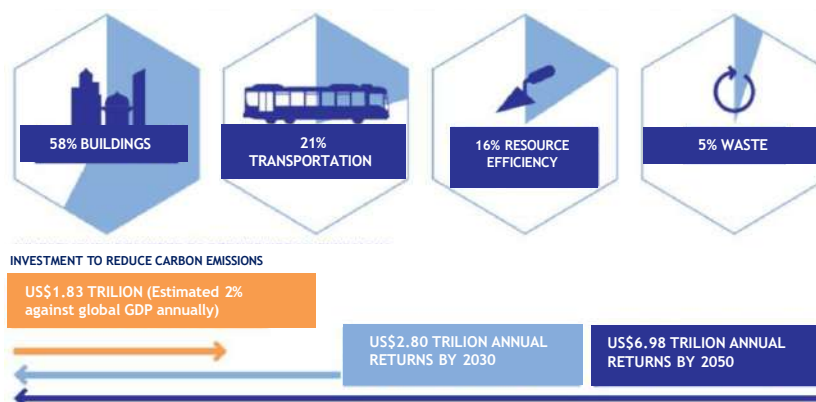 58% BUILDINGS
21%
TRANSPORTATION
16% RESOURCE
EFFICIENCY
5% WASTE
INVESTMENT TO REDUCE CARBON EMISSIONS
US$1.83 TRILION (Estimated 2%
against global GDP annually)
US$2.80 TRILION ANNUAL
RETURNS BY 2030
US$6.98 TRILION ANNUAL
RETURNS BY 2050